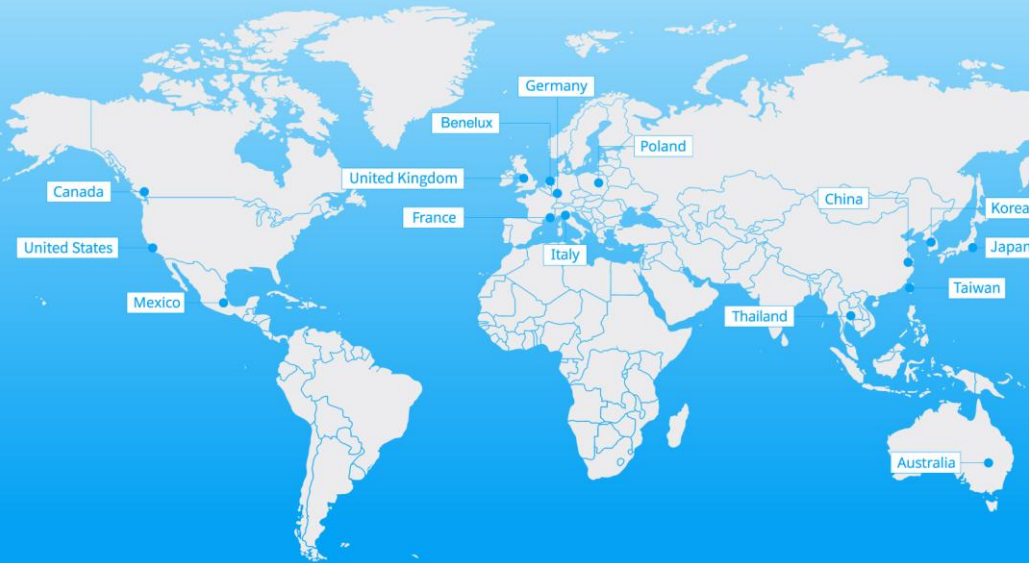 Germany
Benelux
Poland
United Kingdom
Canada
China
Korea
France
United States
Japan
Italy
Taiwan
Mexico
Thailand
Australia